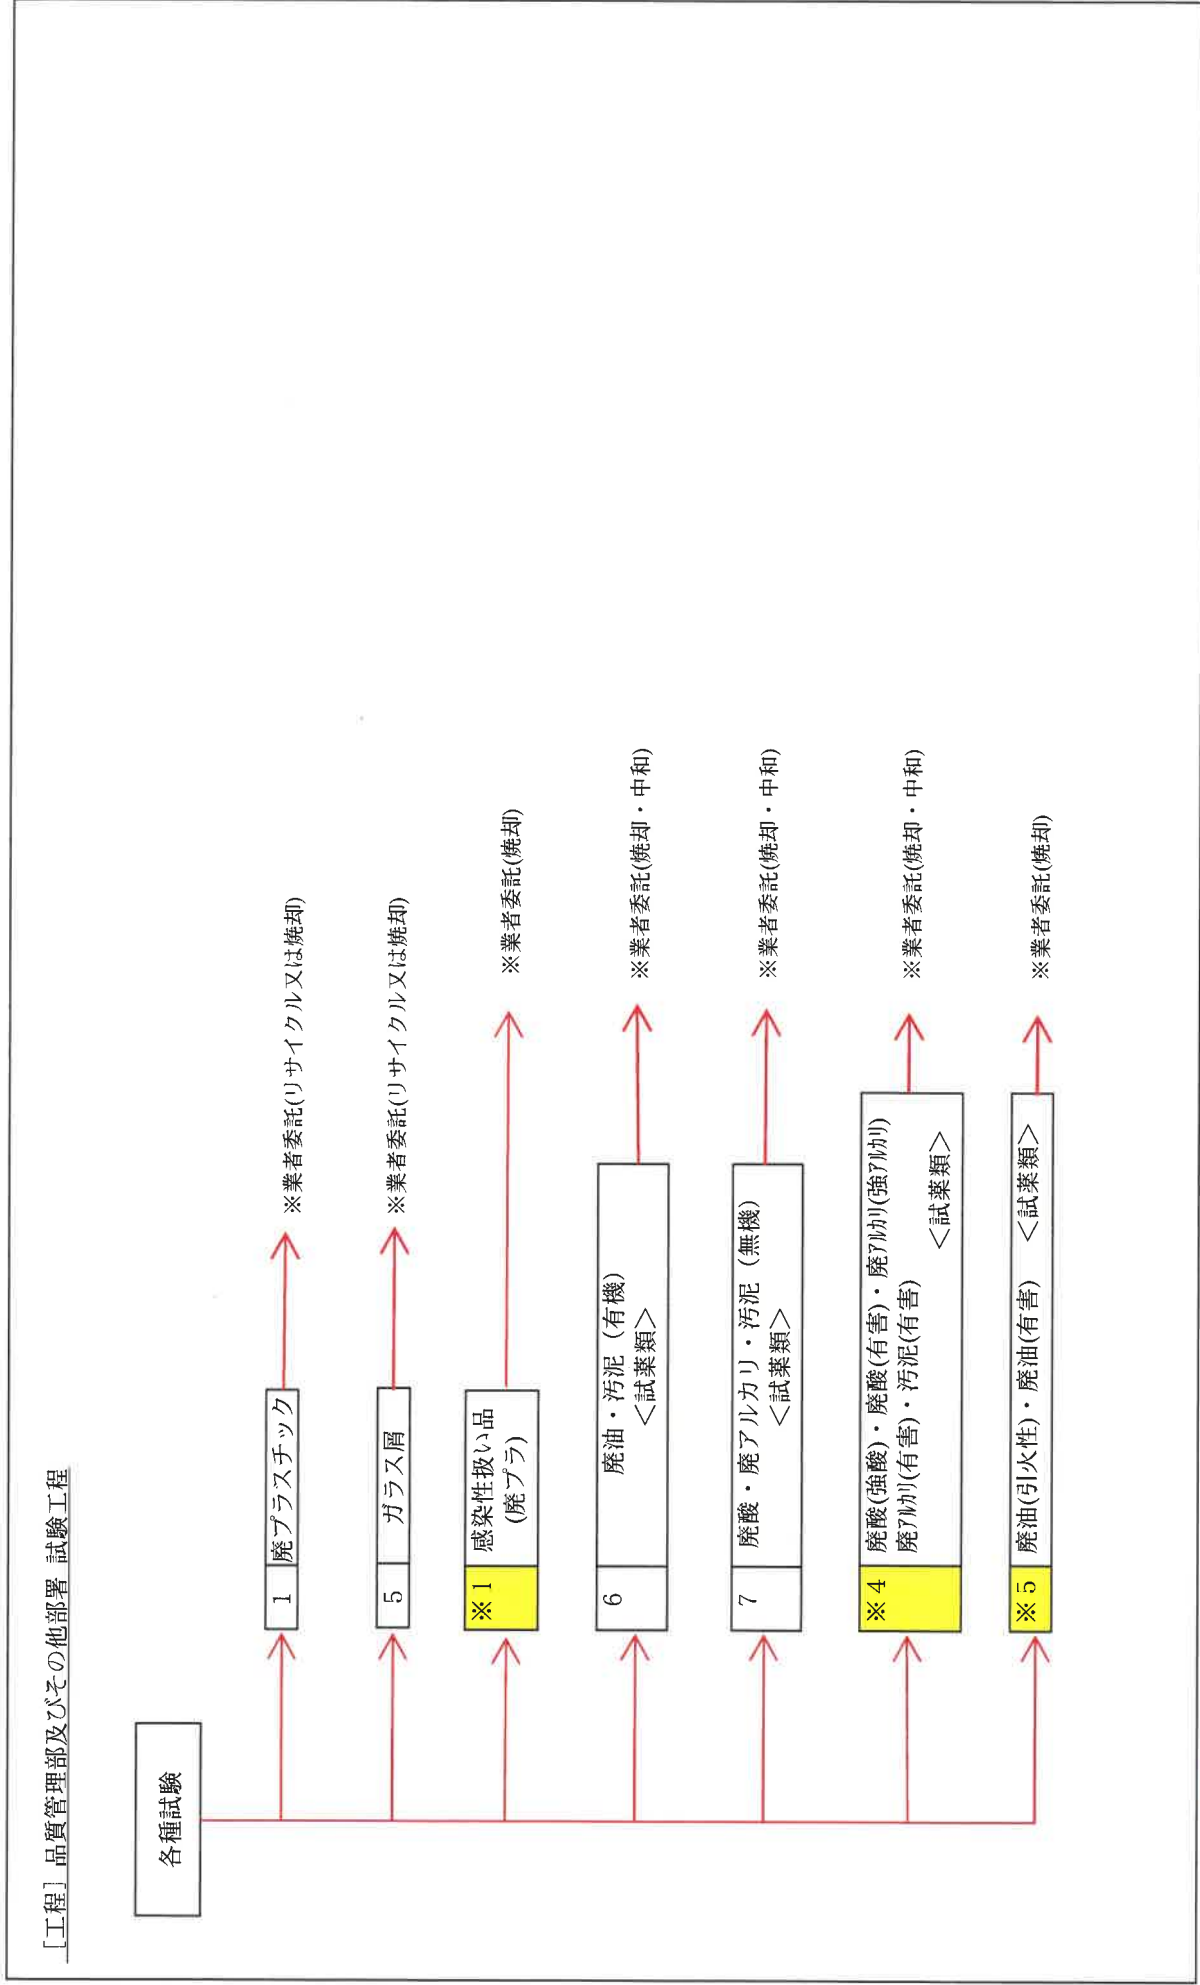 ［工程］品質管理部及びその他部署 試験工程
各種試験
1 廃プラスチック ※業者委託(リサイクル又は焼却)
5 ガラス屑 ※業者委託(リサイクル又は焼却)
※1 感染性扱い品 ※業者委託(焼却)
(廃プラ)
6 廃油・汚泥（有機） ※業者委託(焼却・中和)
＜試薬類＞
7 廃酸・廃アルカリ・汚泥（無機） ※業者委託(焼却・中和)
＜試薬類＞
※4 廃酸(強酸)・廃酸(有害)・廃ｱﾙｶﾘ(強ｱﾙｶﾘ) ※業者委託(焼却・中和)
廃ｱﾙｶﾘ(有害)・汚泥(有害)
＜試薬類＞
※5 廃油(引火性)・廃油(有害) ＜試薬類＞ ※業者委託(焼却)